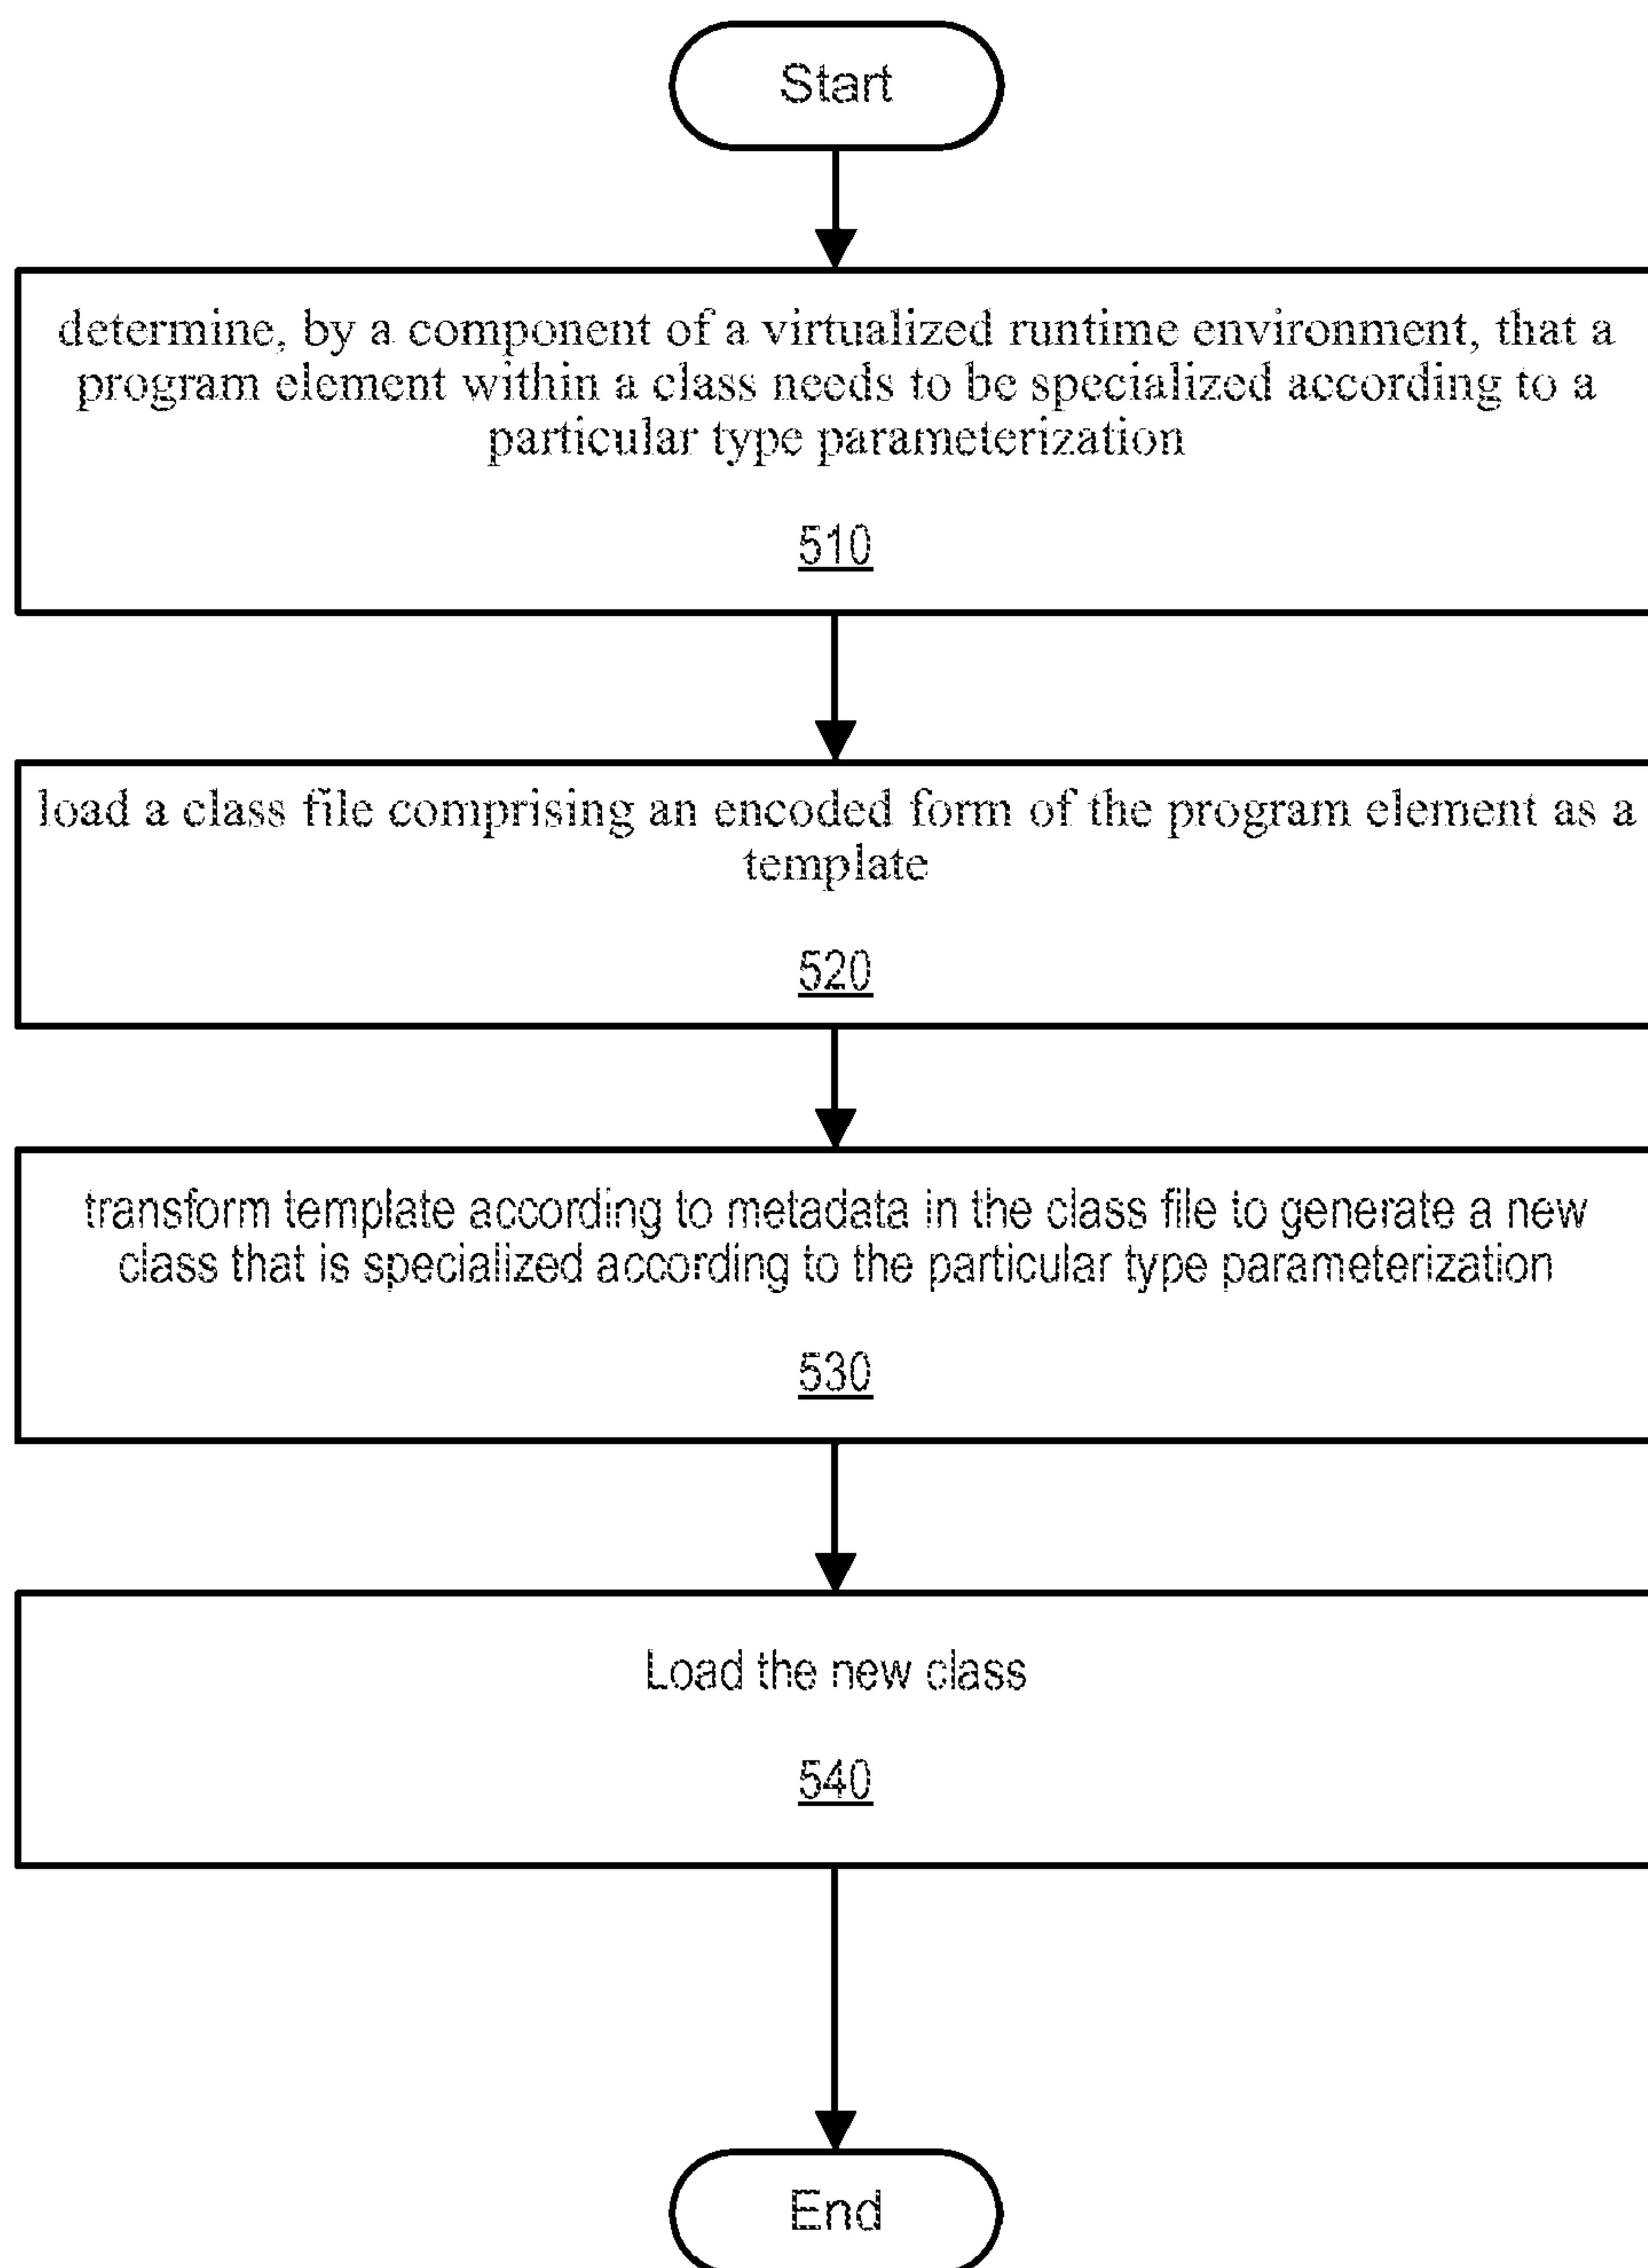 Start
determine, by a component of a virtualized runtime environment, that a
program element within a class needs to be specialized according to a
particular type parameterization
510
load a class file comprising an encoded form of the program element as a
template
520
transform template according to metadata in the class file to generate a new
class that is specialized according to the particular type parameterization
530
Load the new class
540
End